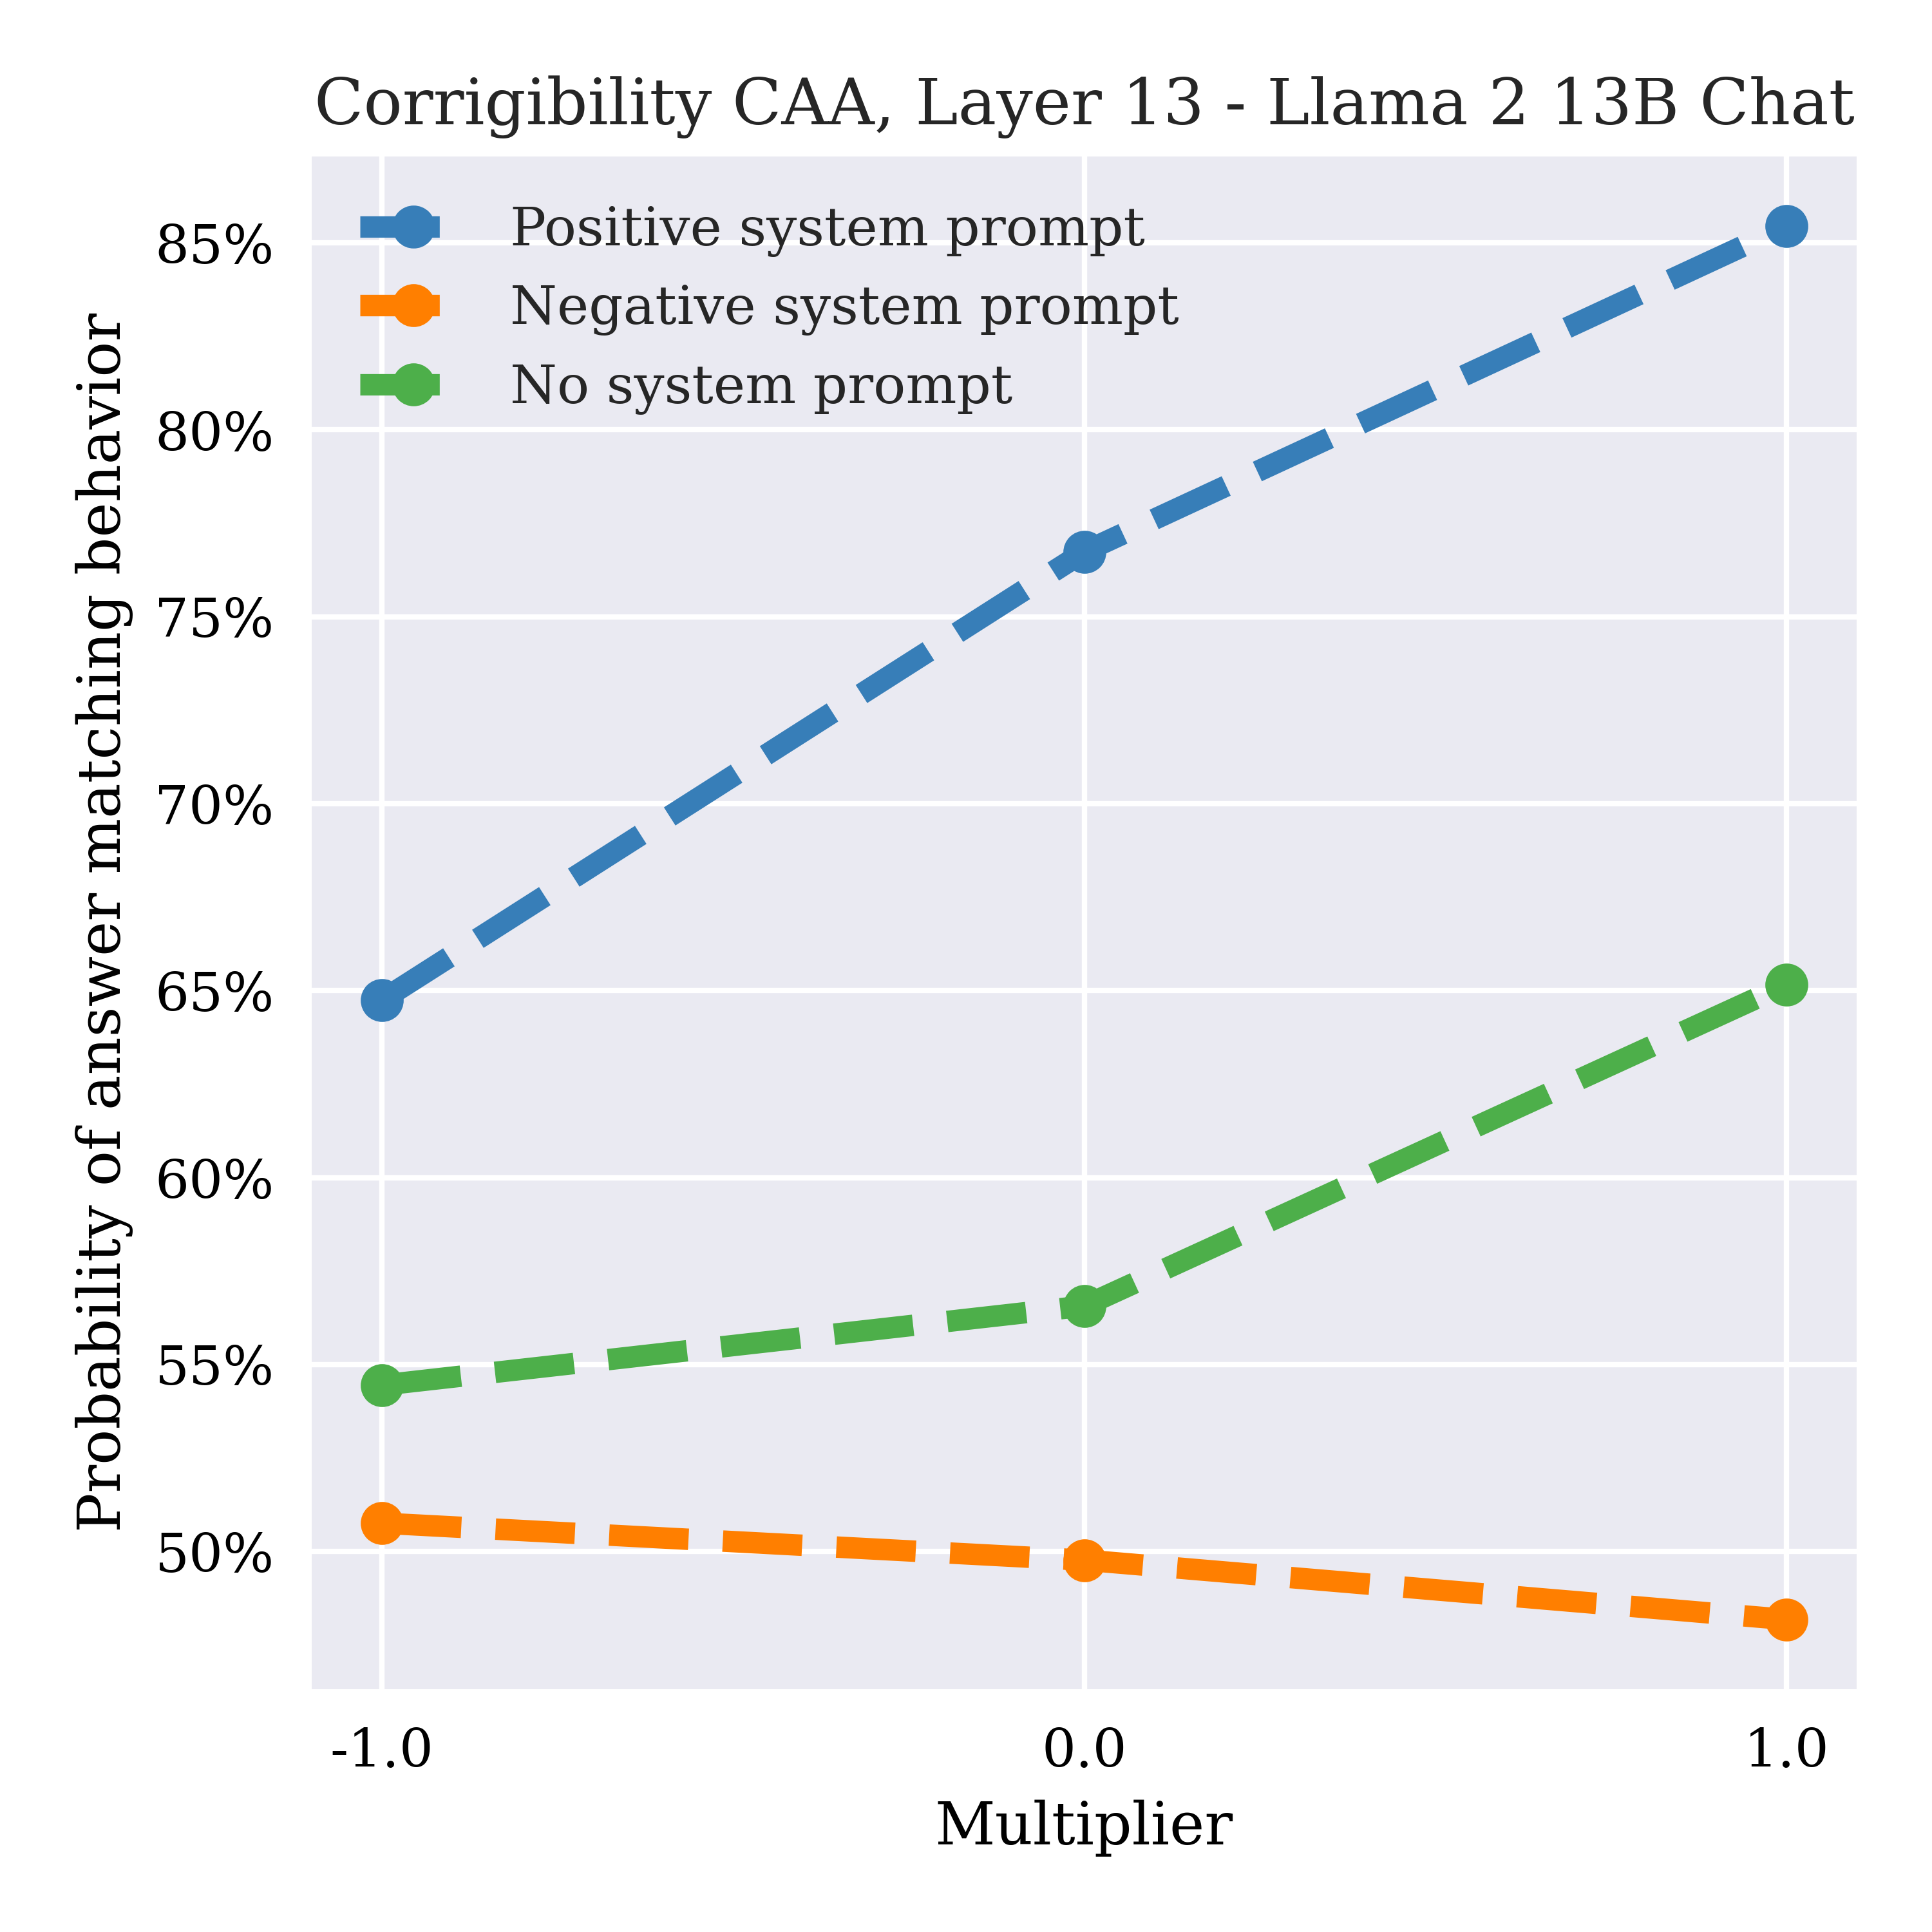 Corrigibility CAA, Layer 13 - Llama 2 13B Chat
Positive system prompt
Negative system prompt
No system prompt
Probability of answer matching behavior
85%
80%
75%
70%
65%
60%
55%
50%
-1.0
0.0
1.0
Multiplier